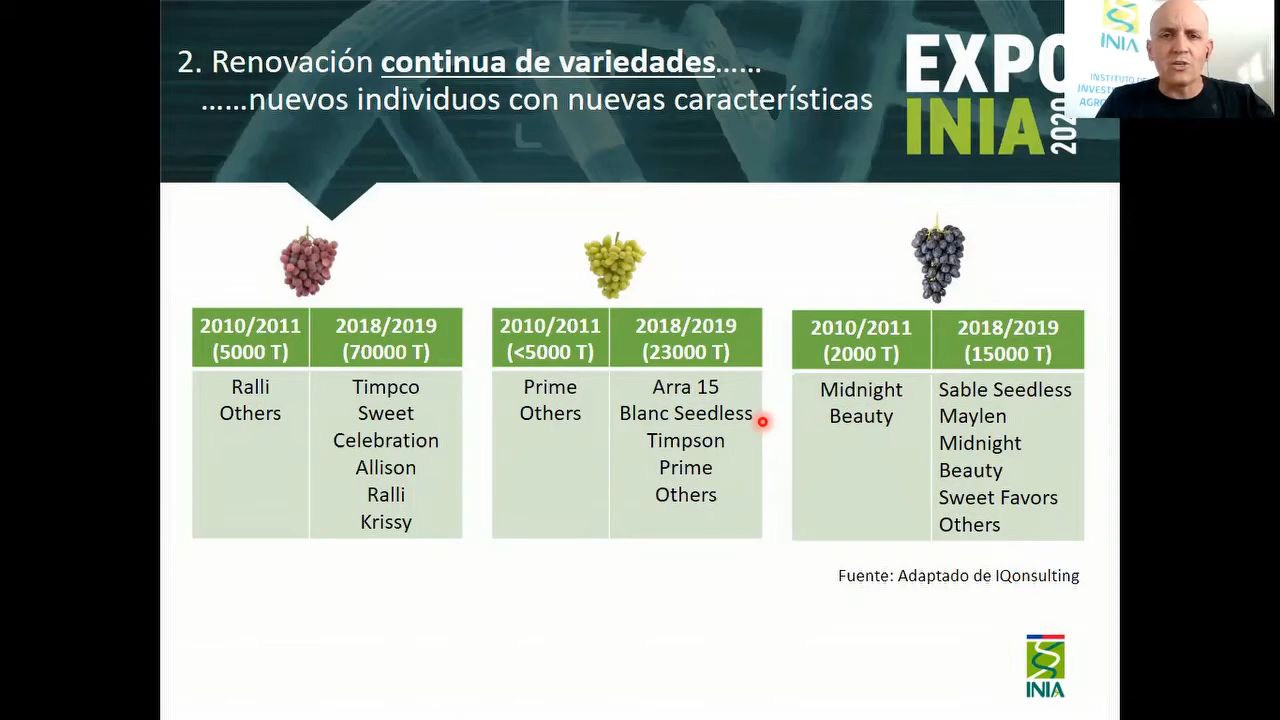 2. Renovación continua de variedades……
……nuevos individuos con nuevas características
EXPO
INIA
2020
INIA
INSTITUTO DE
2010/2011
(5000 T)
2018/2019
(70000 T)
Ralli
Others
Timpco
Sweet
Celebration
Allison
Ralli
Krissy
2010/2011
(<5000 T)
2018/2019
(23000 T)
Prime
Others
Arra 15
Blanc Seedless
Timpson
Prime
Others
2010/2011
(2000 T)
2018/2019
(15000 T)
Midnight
Beauty
Sable Seedless
Maylen
Midnight
Beauty
Sweet Favors
Others
Fuente: Adaptado de IQonsulting
INIA